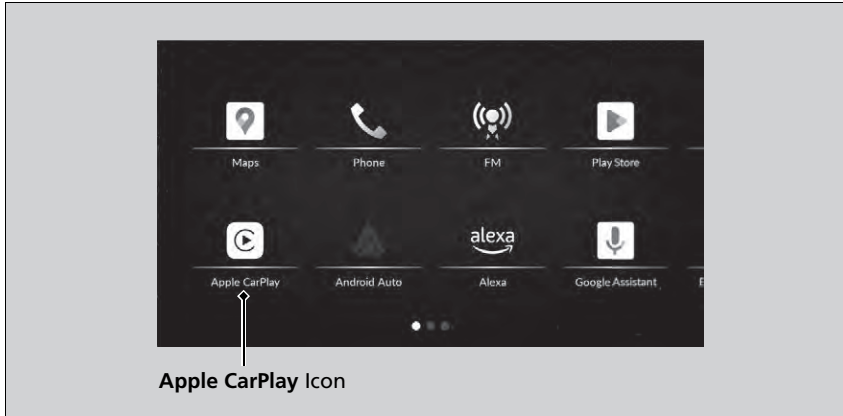 Maps Phone FM Play Store
alexa
Apple CarPlay Android Auto Alexa Google Assistant E
Apple CarPlay Icon